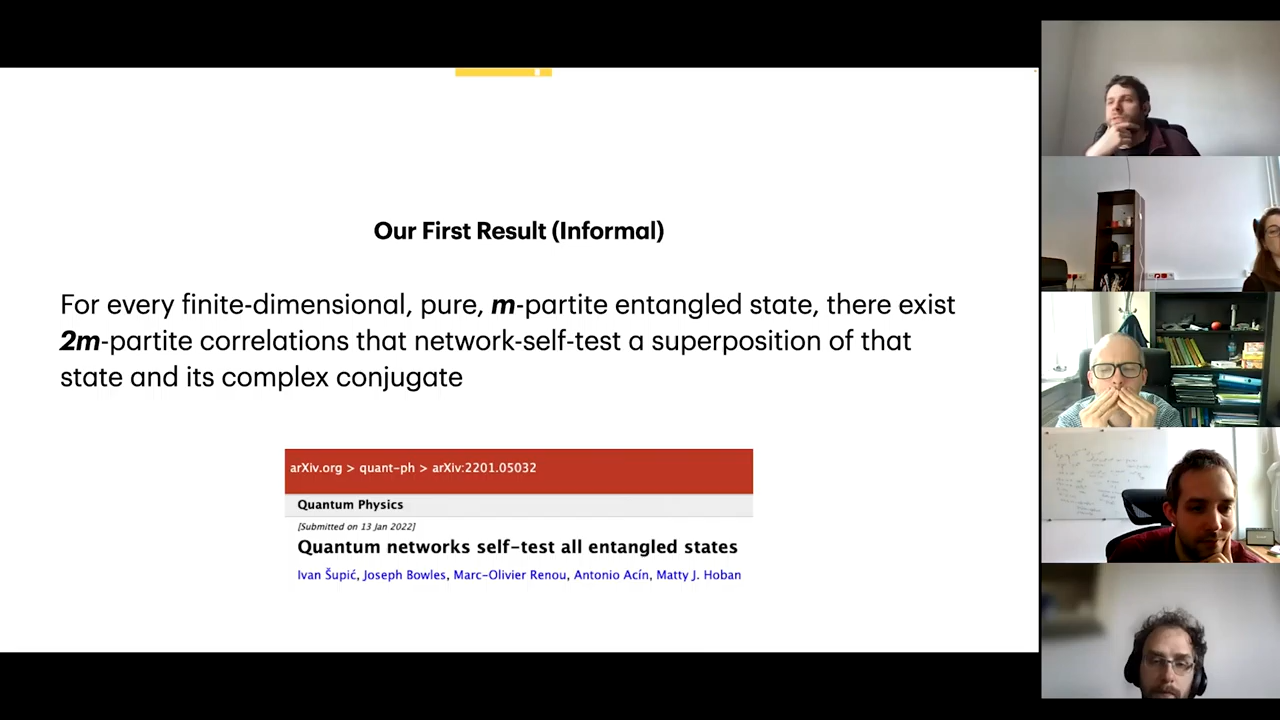 Our First Result (Informal)
For every finite-dimensional, pure, m-partite entangled state, there exist
2m-partite correlations that network-self-test a superposition of that
state and its complex conjugate
arXiv.org > quant-ph > arXiv:2201.05032
Quantum Physics
[Submitted on 13 Jan 2022]
Quantum networks self-test all entangled states
Ivan Šupić, Joseph Bowles, Marc-Olivier Renou, Antonio Acín, Matty J. Hoban